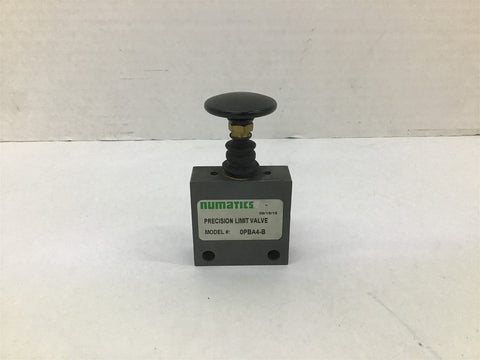 numatics
PRECISION LIMIT VALVE
MODEL #: 0PBA4-B